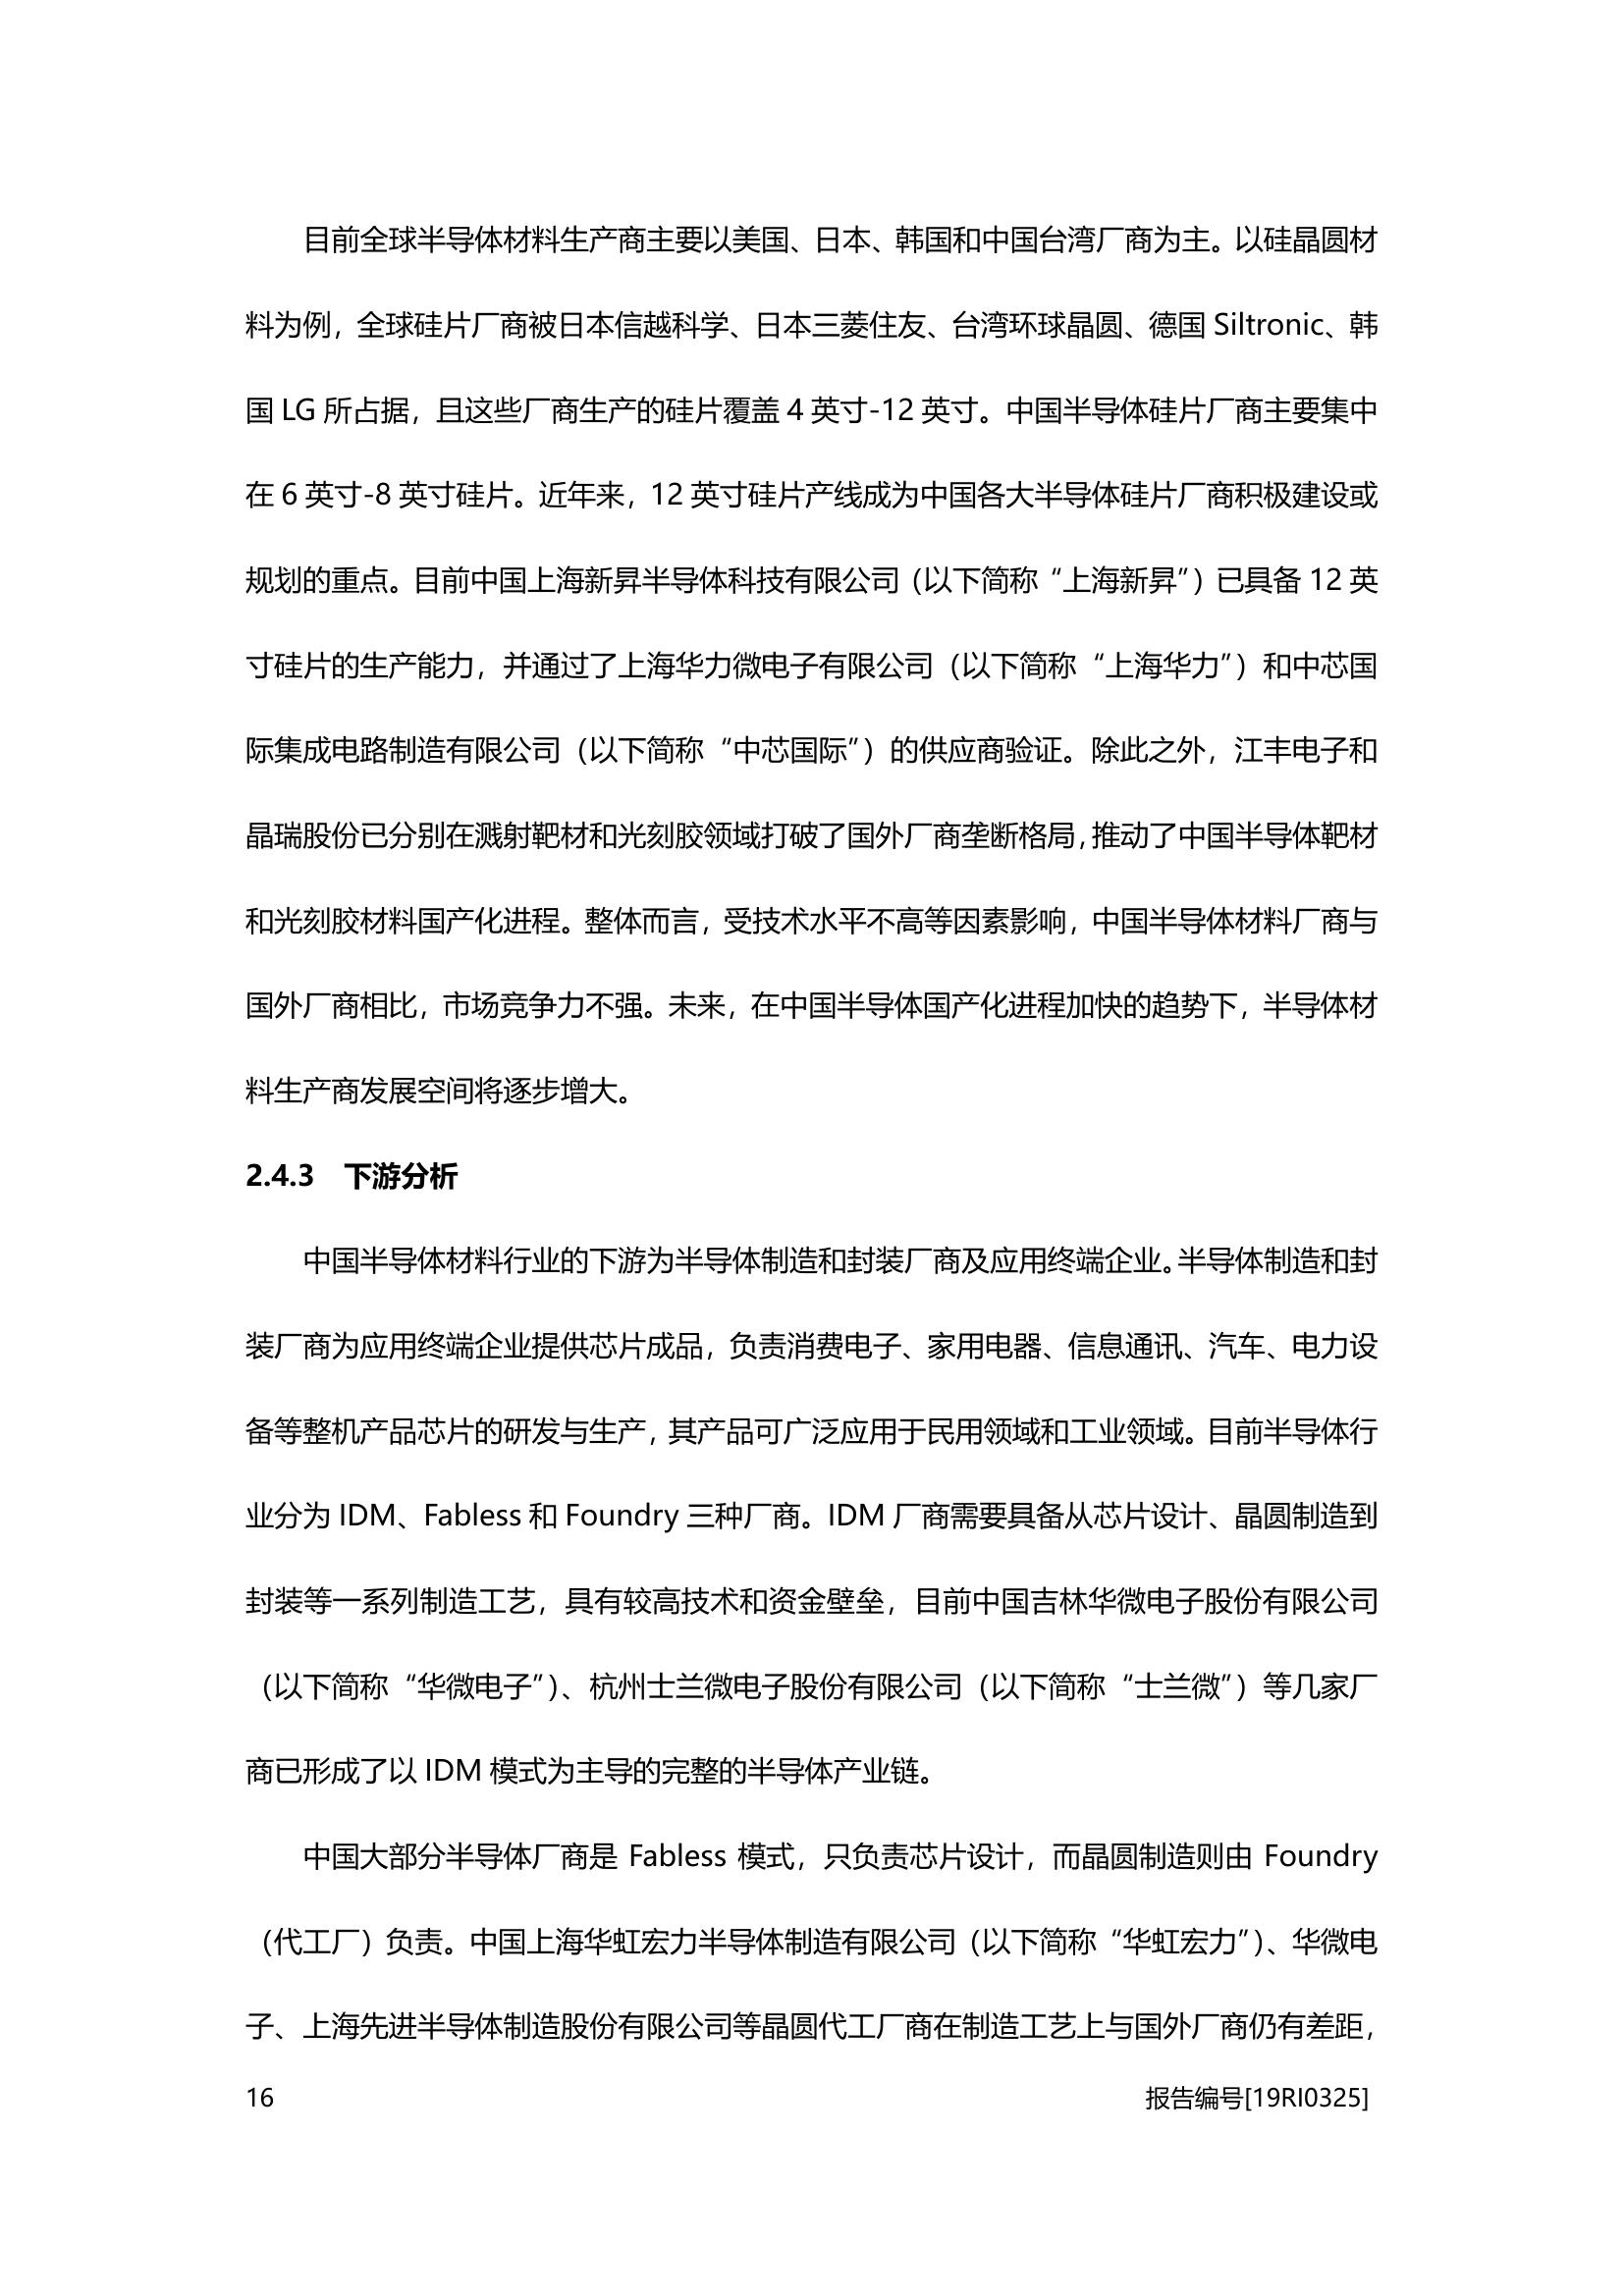 目前全球半导体材料生产商主要以美国、日本、韩国和中国台湾厂商为主。以硅晶圆材
料为例，全球硅片厂商被日本信越科学、日本三菱住友、台湾环球晶圆、德国 Siltronic、韩
国 LG 所占据，且这些厂商生产的硅片覆盖 4 英寸-12 英寸。中国半导体硅片厂商主要集中
在 6 英寸-8 英寸硅片。近年来，12 英寸硅片产线成为中国各大半导体硅片厂商积极建设或
规划的重点。目前中国上海新昇半导体科技有限公司（以下简称“上海新昇”）已具备 12 英
寸硅片的生产能力，并通过了上海华力微电子有限公司（以下简称“上海华力”）和中芯国
际集成电路制造有限公司（以下简称“中芯国际”）的供应商验证。除此之外，江丰电子和
晶瑞股份已分别在溅射靶材和光刻胶领域打破了国外厂商垄断格局，推动了中国半导体靶材
和光刻胶材料国产化进程。整体而言，受技术水平不高等因素影响，中国半导体材料厂商与
国外厂商相比，市场竞争力不强。未来，在中国半导体国产化进程加快的趋势下，半导体材
料生产商发展空间将逐步增大。
2.4.3 下游分析
中国半导体材料行业的下游为半导体制造和封装厂商及应用终端企业。半导体制造和封
装厂商为应用终端企业提供芯片成品，负责消费电子、家用电器、信息通讯、汽车、电力设
备等整机产品芯片的研发与生产，其产品可广泛应用于民用领域和工业领域。目前半导体行
业分为 IDM、Fabless 和 Foundry 三种厂商。IDM 厂商需要具备从芯片设计、晶圆制造到
封装等一系列制造工艺，具有较高技术和资金壁垒，目前中国吉林华微电子股份有限公司
（以下简称“华微电子”）、杭州士兰微电子股份有限公司（以下简称“士兰微”）等几家厂
商已形成了以 IDM 模式为主导的完整的半导体产业链。
中国大部分半导体厂商是 Fabless 模式，只负责芯片设计，而晶圆制造则由 Foundry
（代工厂）负责。中国上海华虹宏力半导体制造有限公司（以下简称“华虹宏力”）、华微电
子、上海先进半导体制造股份有限公司等晶圆代工厂商在制造工艺上与国外厂商仍有差距，
16 报告编号[19RI0325]